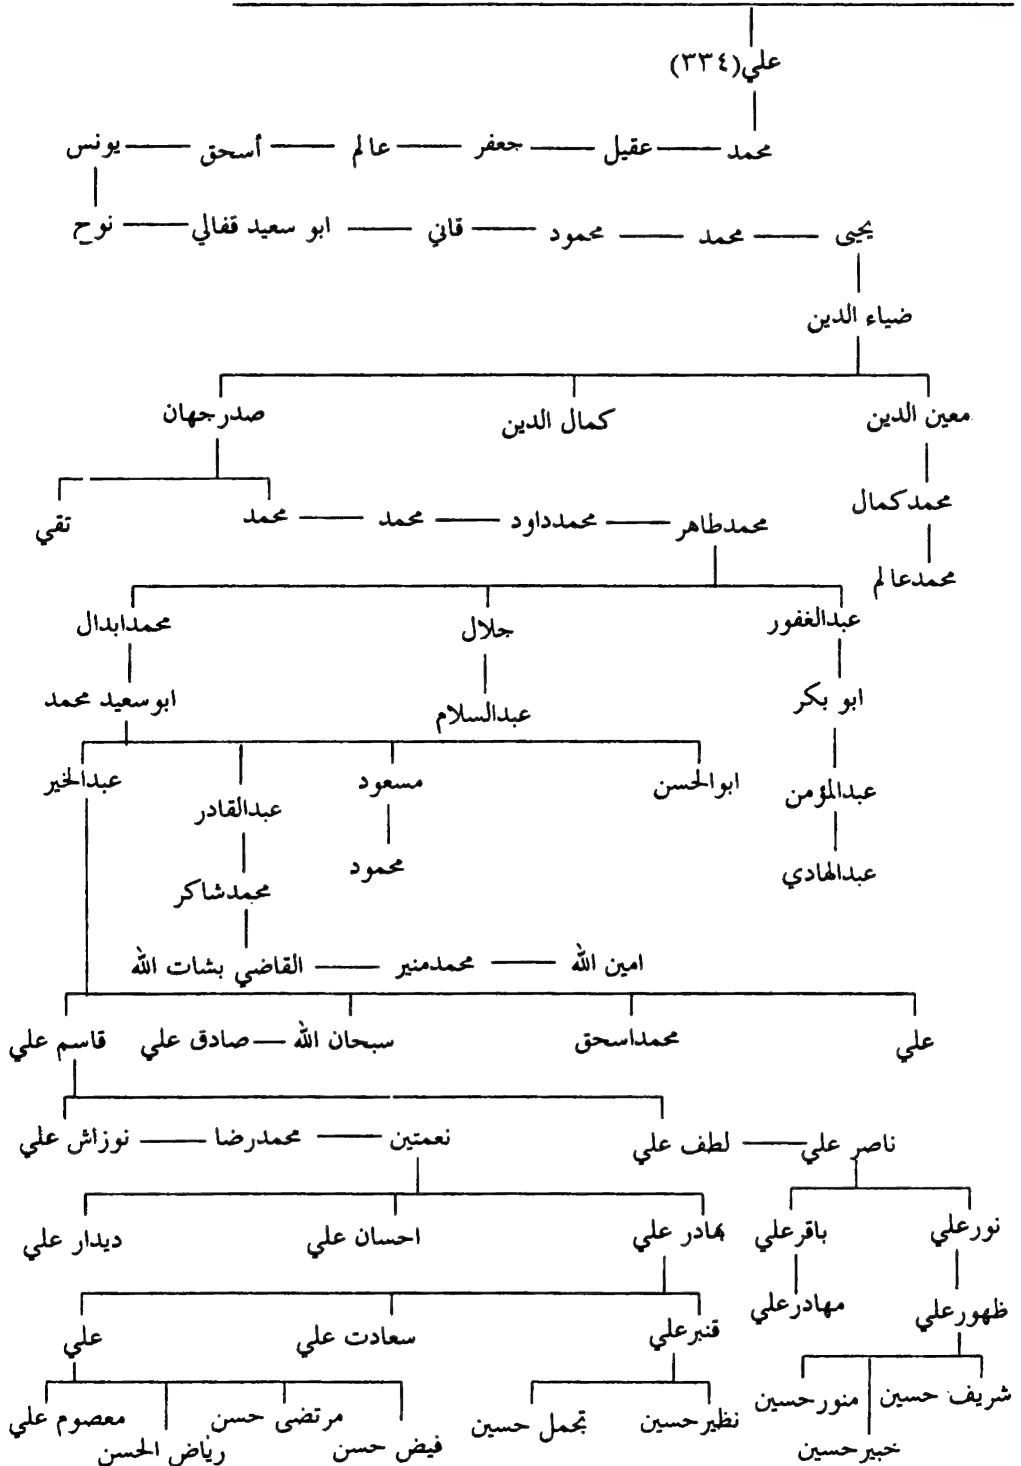 علي(٣٣٤)
محمد — عقيل — جعفر — عالم — أسحق — يونس
يحيى — محمد — محمود — قاني — ابو سعيد قفالي — نوح
ضياء الدين
معين الدين كمال الدين صدرجهان
محمدكمال
محمدطاهر — محمدداود — محمد — محمد تقي
محمدعالم
عبدالغفور جلال محمدابدال
ابو بكر عبدالسلام ابوسعيد محمد
عبدالمؤمن ابوالحسن مسعود عبدالقادر عبدالخير
عبدالهادي محمود محمدشاكر
امين الله — محمدمنير — القاضي بشات الله
علي محمداسحق سبحان الله — صادق علي قاسم علي
ناصر علي — لطف علي نعمتين — محمدرضا — نوزاش علي
نورعلي باقرعلي بهادر علي احسان علي ديدار علي
ظهورعلي مهادرعلي قنبرعلي سعادت علي علي
شريف حسين خبيرحسين منورحسين نظيرحسين تجمل حسين فيض حسن مرتضى حسن رياض الحسن معصوم علي